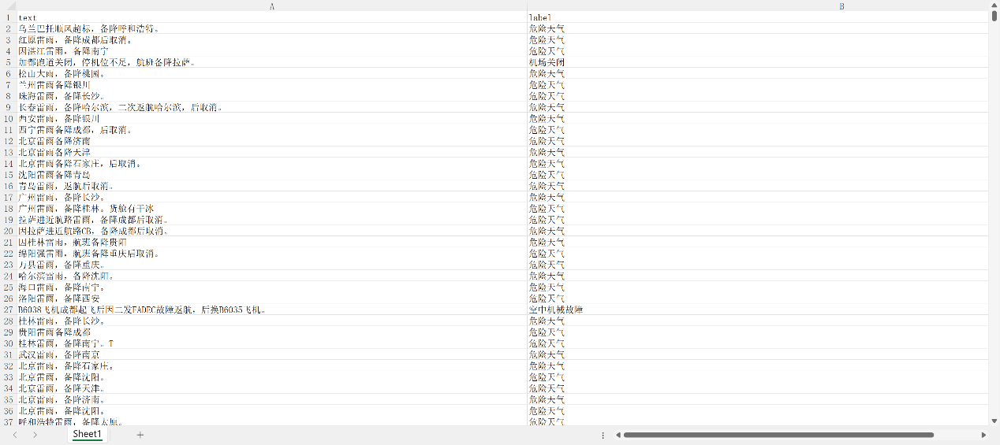 A B
1 text label
2 乌兰巴托顺风超标，备降呼和浩特。 危险天气
3 红原雷雨，备降成都后取消。 危险天气
4 因湛江雷雨，备降南宁 危险天气
5 加都跑道关闭，停机位不足，航班备降拉萨。 机场关闭
6 松山大雨，备降桃园。 危险天气
7 兰州雷雨备降银川 危险天气
8 珠海雷雨，备降长沙。 危险天气
9 长春雷雨，备降哈尔滨，二次返航哈尔滨，后取消。 危险天气
10 西安雷雨，备降银川 危险天气
11 西宁雷雨备降成都，后取消。 危险天气
12 北京雷雨备降济南 危险天气
13 北京雷雨备降天津 危险天气
14 北京雷雨备降石家庄，后取消。 危险天气
15 沈阳雷雨备降青岛 危险天气
16 青岛雷雨，返航后取消。 危险天气
17 广州雷雨，备降长沙。 危险天气
18 广州雷雨，备降桂林。货舱有干冰 危险天气
19 拉萨进近航路雷雨，备降成都后取消。 危险天气
20 因拉萨进近航路CB，备降成都后取消。 危险天气
21 因桂林雷雨，航班备降贵阳 危险天气
22 绵阳强雷雨，航班备降重庆后取消。 危险天气
23 万县雷雨，备降重庆。 危险天气
24 哈尔滨雷雨，备降沈阳。 危险天气
25 海口雷雨，备降南宁。 危险天气
26 洛阳雷雨，备降西安 危险天气
27 B6038飞机成都起飞后因二发FADEC故障返航，后换B6035飞机。 空中机械故障
28 桂林雷雨，备降长沙。 危险天气
29 贵阳雷雨备降成都 危险天气
30 桂林雷雨，备降南宁。T 危险天气
31 武汉雷雨，备降南京 危险天气
32 北京雷雨，备降石家庄。 危险天气
33 北京雷雨，备降沈阳。 危险天气
34 北京雷雨，备降天津。 危险天气
35 北京雷雨，备降济南。 危险天气
36 北京雷雨，备降沈阳。 危险天气
37 呼和浩特雷雨，备降太原。 危险天气
Sheet1